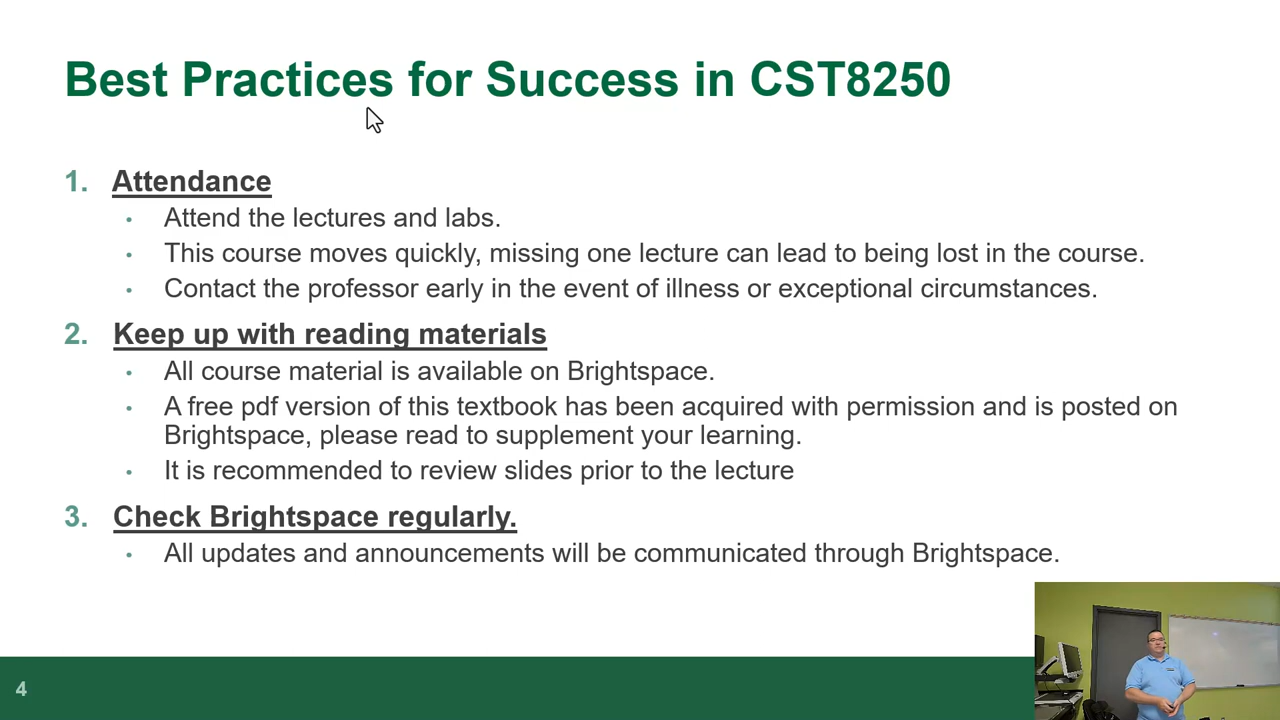 Best Practices for Success in CST8250
1. Attendance
• Attend the lectures and labs.
• This course moves quickly, missing one lecture can lead to being lost in the course.
• Contact the professor early in the event of illness or exceptional circumstances.
2. Keep up with reading materials
• All course material is available on Brightspace.
• A free pdf version of this textbook has been acquired with permission and is posted on
Brightspace, please read to supplement your learning.
• It is recommended to review slides prior to the lecture
3. Check Brightspace regularly.
• All updates and announcements will be communicated through Brightspace.
4